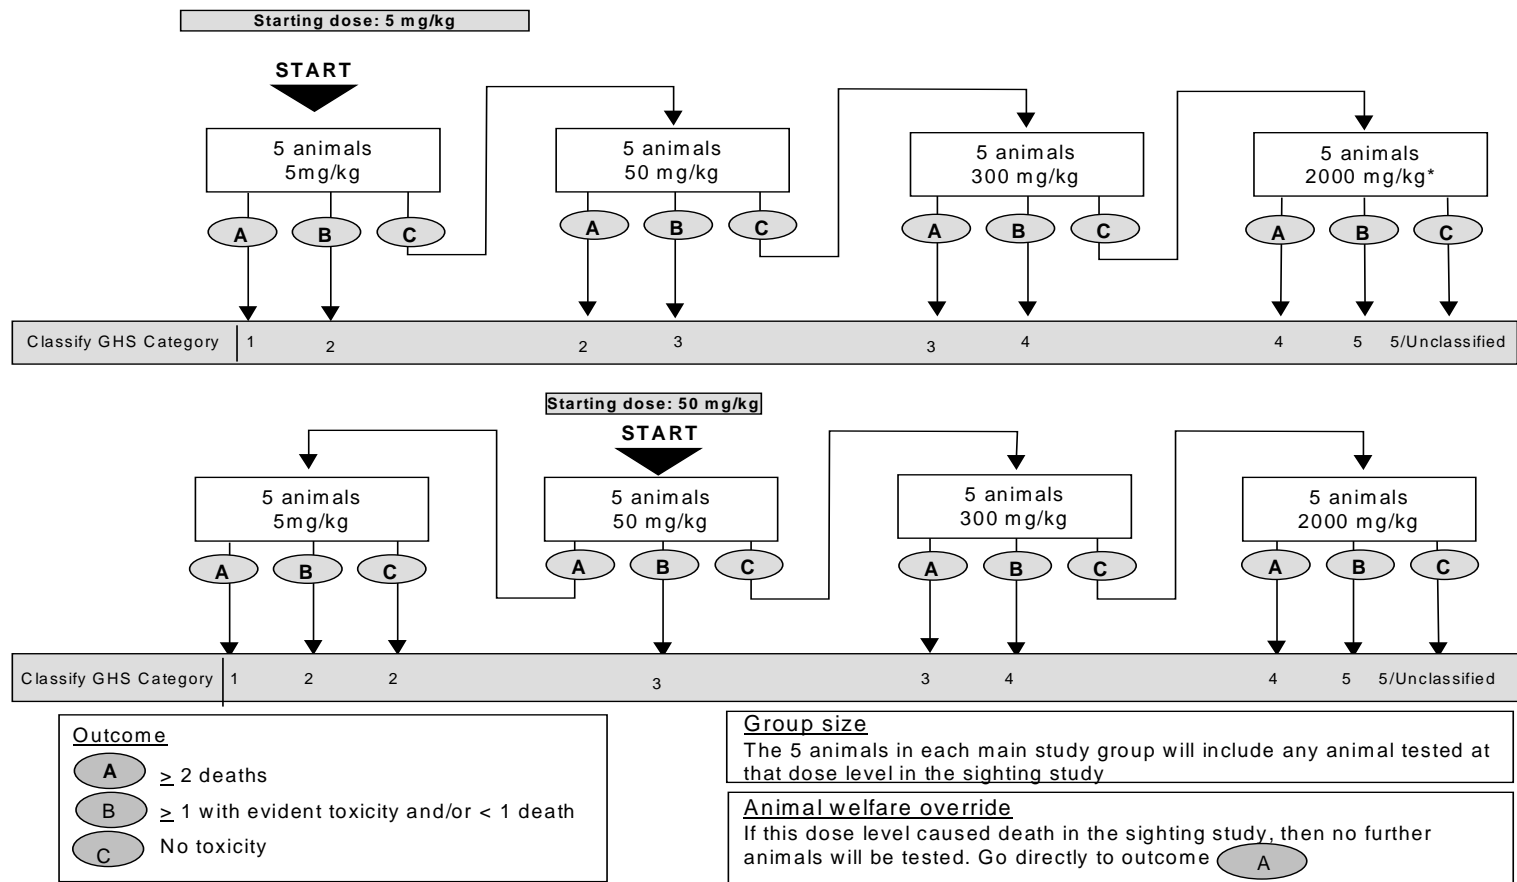 Starting dose: 5 mg/kg
START
5 animals
5mg/kg
5 animals
50 mg/kg
5 animals
300 mg/kg
5 animals
2000 mg/kg*
A B C A B C A B C A B C
Classify GHS Category 1 2 2 3 3 4 4 5 5/Unclassified
Starting dose: 50 mg/kg
START
5 animals
5mg/kg
5 animals
50 mg/kg
5 animals
300 mg/kg
5 animals
2000 mg/kg
A B C A B C A B C A B C
Classify GHS Category 1 2 2 3 3 4 4 5 5/Unclassified
Outcome
A ≥ 2 deaths
B ≥ 1 with evident toxicity and/or < 1 death
C No toxicity
Group size
The 5 animals in each main study group will include any animal tested at
that dose level in the sighting study
Animal welfare override
If this dose level caused death in the sighting study, then no further
animals will be tested. Go directly to outcome A